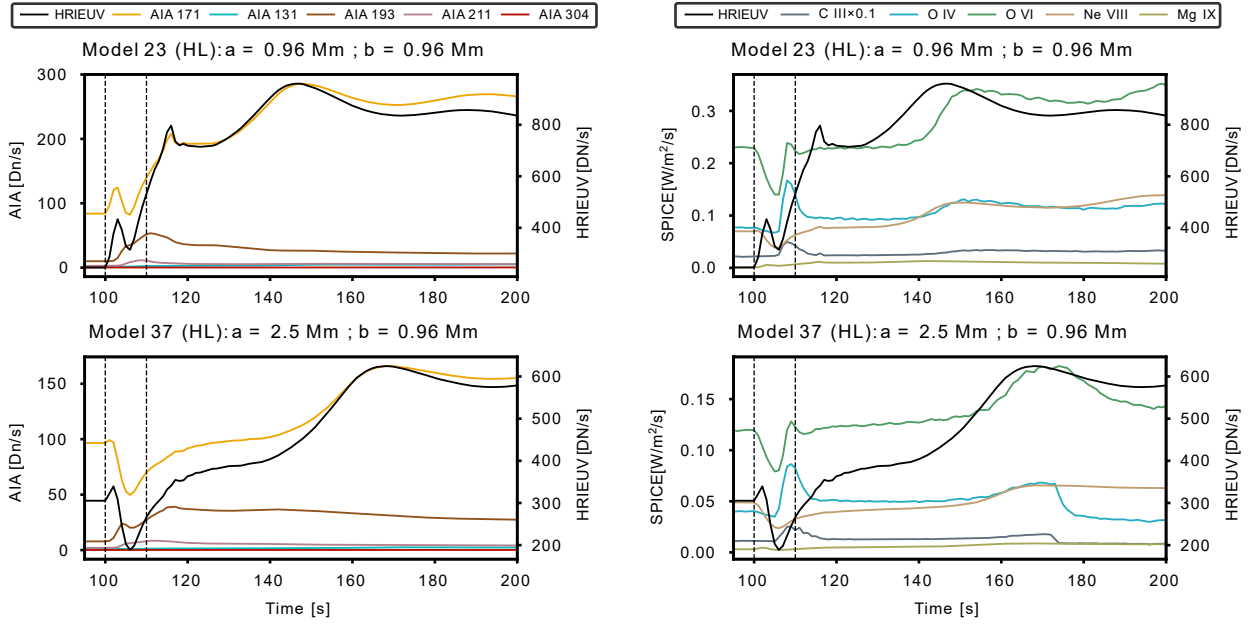 HRIEUV AIA 171 AIA 131 AIA 193 AIA 211 AIA 304
HRIEUV C III×0.1 O IV O VI Ne VIII Mg IX
Model 23 (HL): a = 0.96 Mm ; b = 0.96 Mm
300
200
100
0
AIA [Dn/s]
800
600
400
HRIEUV [DN/s]
100 120 140 160 180 200
Model 23 (HL): a = 0.96 Mm ; b = 0.96 Mm
0.3
0.2
0.1
0.0
SPICE[W/m²/s]
800
600
400
HRIEUV [DN/s]
100 120 140 160 180 200
Model 37 (HL): a = 2.5 Mm ; b = 0.96 Mm
150
100
50
0
AIA [Dn/s]
600
500
400
300
200
HRIEUV [DN/s]
100 120 140 160 180 200
Time [s]
Model 37 (HL): a = 2.5 Mm ; b = 0.96 Mm
0.15
0.10
0.05
0.00
SPICE[W/m²/s]
600
500
400
300
200
HRIEUV [DN/s]
100 120 140 160 180 200
Time [s]